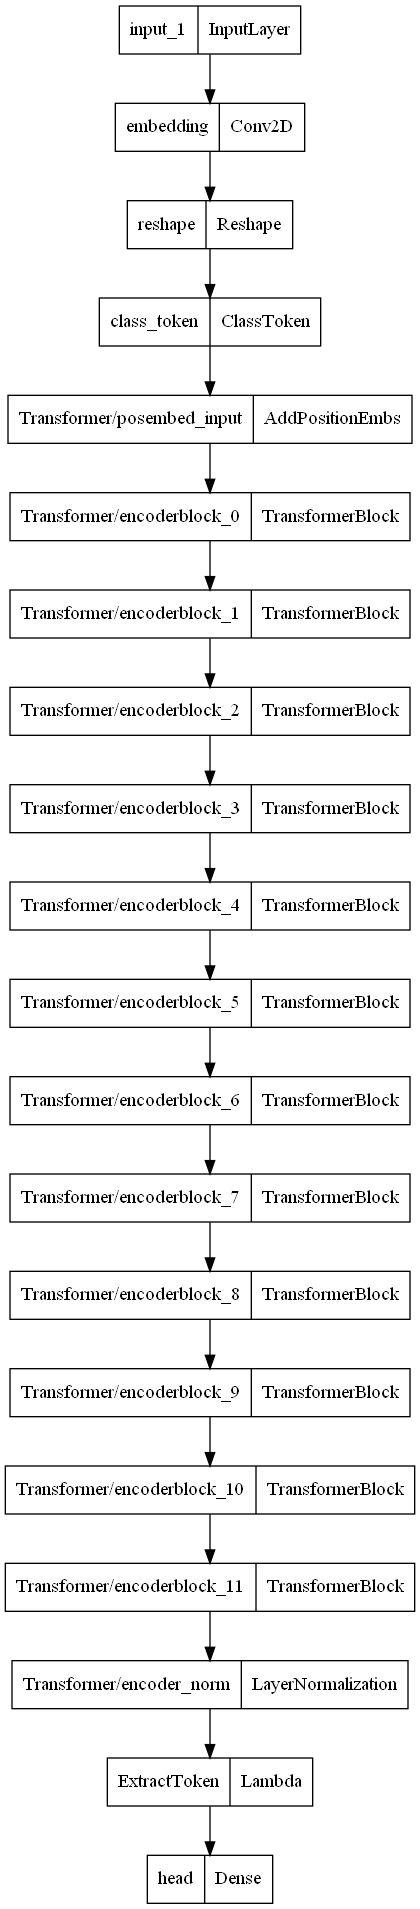 input_1 InputLayer
embedding Conv2D
reshape Reshape
class_token ClassToken
Transformer/posembed_input AddPositionEmbs
Transformer/encoderblock_0 TransformerBlock
Transformer/encoderblock_1 TransformerBlock
Transformer/encoderblock_2 TransformerBlock
Transformer/encoderblock_3 TransformerBlock
Transformer/encoderblock_4 TransformerBlock
Transformer/encoderblock_5 TransformerBlock
Transformer/encoderblock_6 TransformerBlock
Transformer/encoderblock_7 TransformerBlock
Transformer/encoderblock_8 TransformerBlock
Transformer/encoderblock_9 TransformerBlock
Transformer/encoderblock_10 TransformerBlock
Transformer/encoderblock_11 TransformerBlock
Transformer/encoder_norm LayerNormalization
ExtractToken Lambda
head Dense